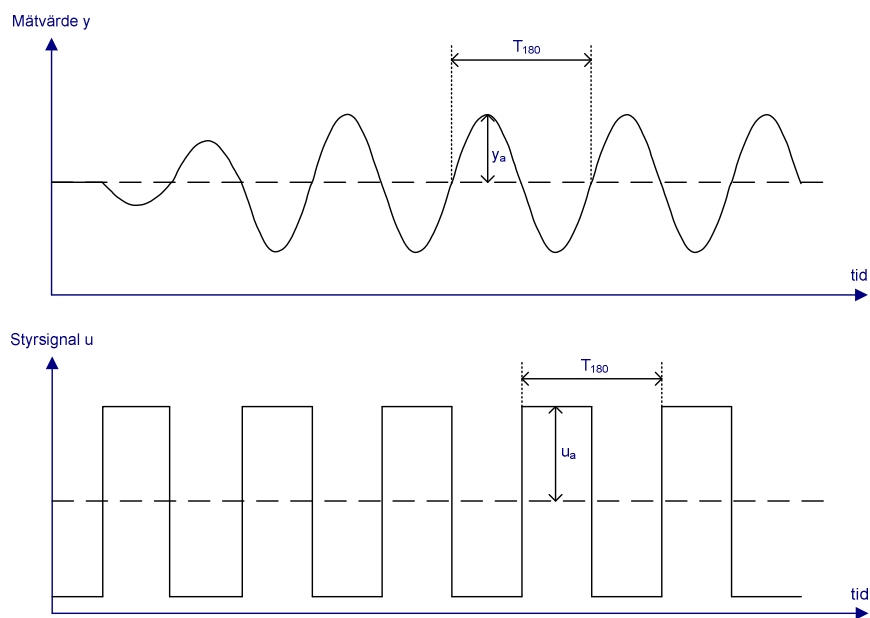 Mätvärde y
T180
ya
tid
Styrsignal u
T180
ua
tid